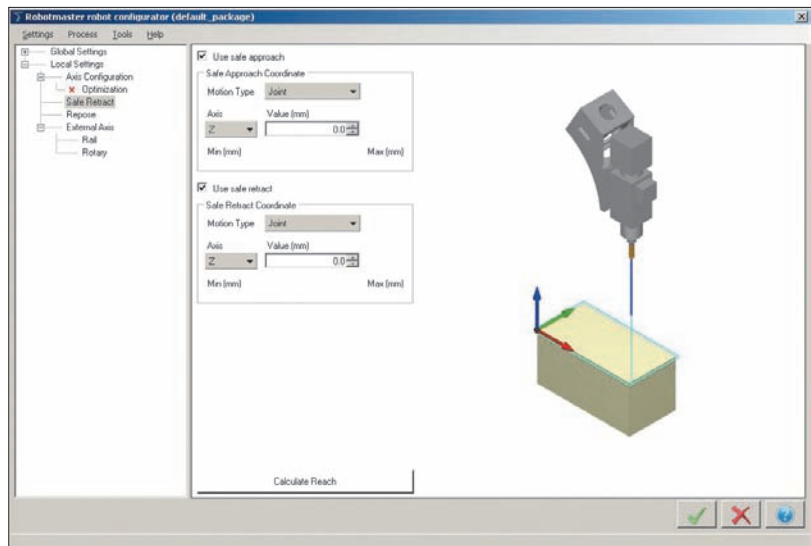 Robotmaster robot configurator (default_package)
Settings Process Tools Help
Global Settings
Local Settings
Axis Configuration
Optimization
Safe Retract
Repose
External Axis
Rail
Rotary
Use safe approach
Safe Approach Coordinate
Motion Type Joint
Axis Value (mm)
Z 0.0
Min (mm) Max (mm)
Use safe retract
Safe Retract Coordinate
Motion Type Joint
Axis Value (mm)
Z 0.0
Min (mm) Max (mm)
Calculate Reach